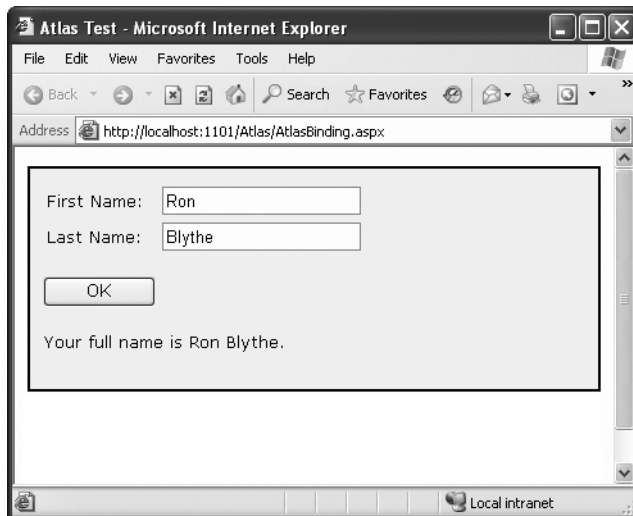 Atlas Test - Microsoft Internet Explorer
File Edit View Favorites Tools Help
Back Search Favorites »
Address http://localhost:1101/Atlas/AtlasBinding.aspx
First Name: Ron
Last Name: Blythe
OK
Your full name is Ron Blythe.
Local intranet